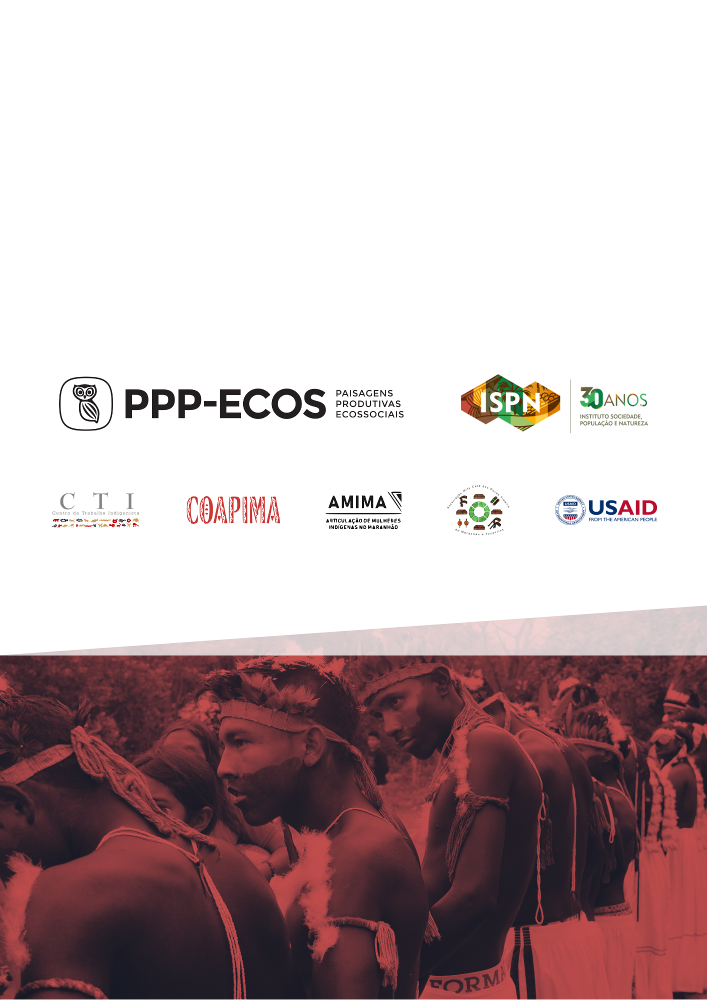 PPP-ECOS
PAISAGENS
PRODUTIVAS
ECOSSOCIAIS
ISPN
30ANOS
INSTITUTO SOCIEDADE,
POPULAÇÃO E NATUREZA
C T I
Centro de Trabalho Indigenista
COAPIMA
AMIMA
ARTICULAÇÃO DE MULHERES
INDÍGENAS NO MARANHÃO
Associação Wyty Catë dos Povos Timbira
do Maranhão e Tocantins
UNITED STATES AGENCY
USAID
INTERNATIONAL DEVELOPMENT
USAID
FROM THE AMERICAN PEOPLE
FORMA